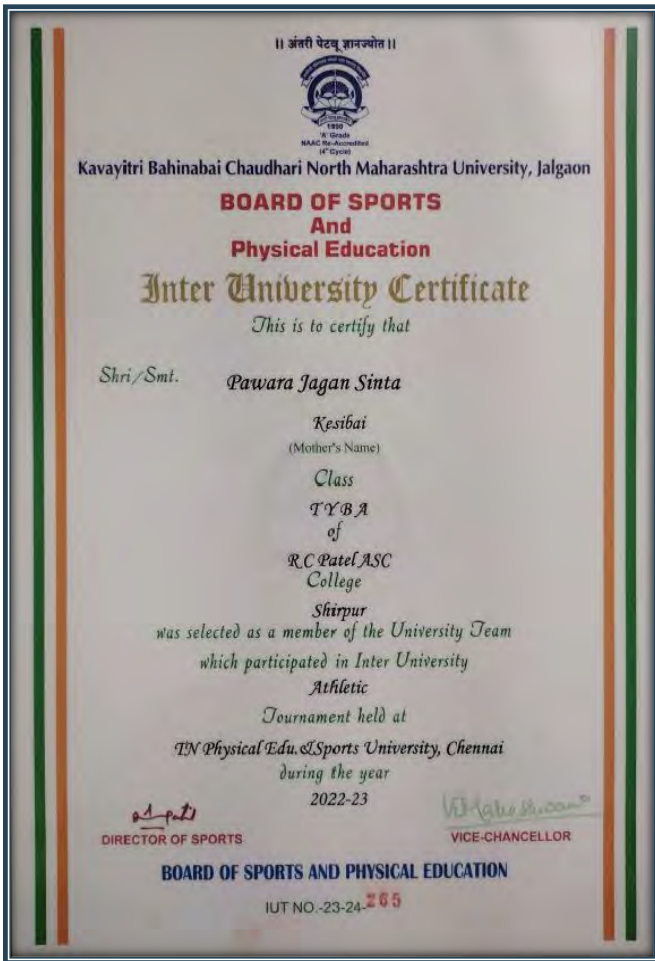 ।। अंतरी पेटवू ज्ञानज्योत ।।
1990
'A' Grade
NAAC Re-Accredited
(4th Cycle)
Kavayitri Bahinabai Chaudhari North Maharashtra University, Jalgaon
BOARD OF SPORTS
And
Physical Education
Inter University Certificate
This is to certify that
Shri/Smt. Pawara Jagan Sinta
Kesibai
(Mother's Name)
Class
TYBA
of
R.C Patel ASC
College
Shirpur
was selected as a member of the University Team
which participated in Inter University
Athletic
Tournament held at
TN Physical Edu.&Sports University, Chennai
during the year
2022-23
DIRECTOR OF SPORTS
VICE-CHANCELLOR
BOARD OF SPORTS AND PHYSICAL EDUCATION
IUT NO.-23-24-265